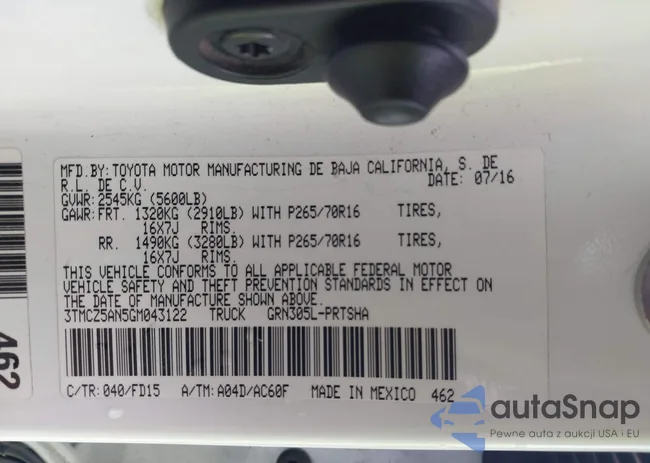 MFD.BY: TOYOTA MOTOR MANUFACTURING DE BAJA CALIFORNIA, S. DE
R.L. DE C.V. DATE: 07/16
GVWR: 2545KG (5600LB)
GAWR: FRT. 1320KG (2910LB) WITH P265/70R16 TIRES,
16X7J RIMS.
RR. 1490KG (3280LB) WITH P265/70R16 TIRES,
16X7J RIMS.
THIS VEHICLE CONFORMS TO ALL APPLICABLE FEDERAL MOTOR
VEHICLE SAFETY AND THEFT PREVENTION STANDARDS IN EFFECT ON
THE DATE OF MANUFACTURE SHOWN ABOVE.
3TMCZ5AN5GM043122 TRUCK GRN305L-PRTSHA
C/TR: 040/FD15 A/TM: A04D/AC60F MADE IN MEXICO 462
462
autaSnap
Pewne auta z aukcji USA i EU